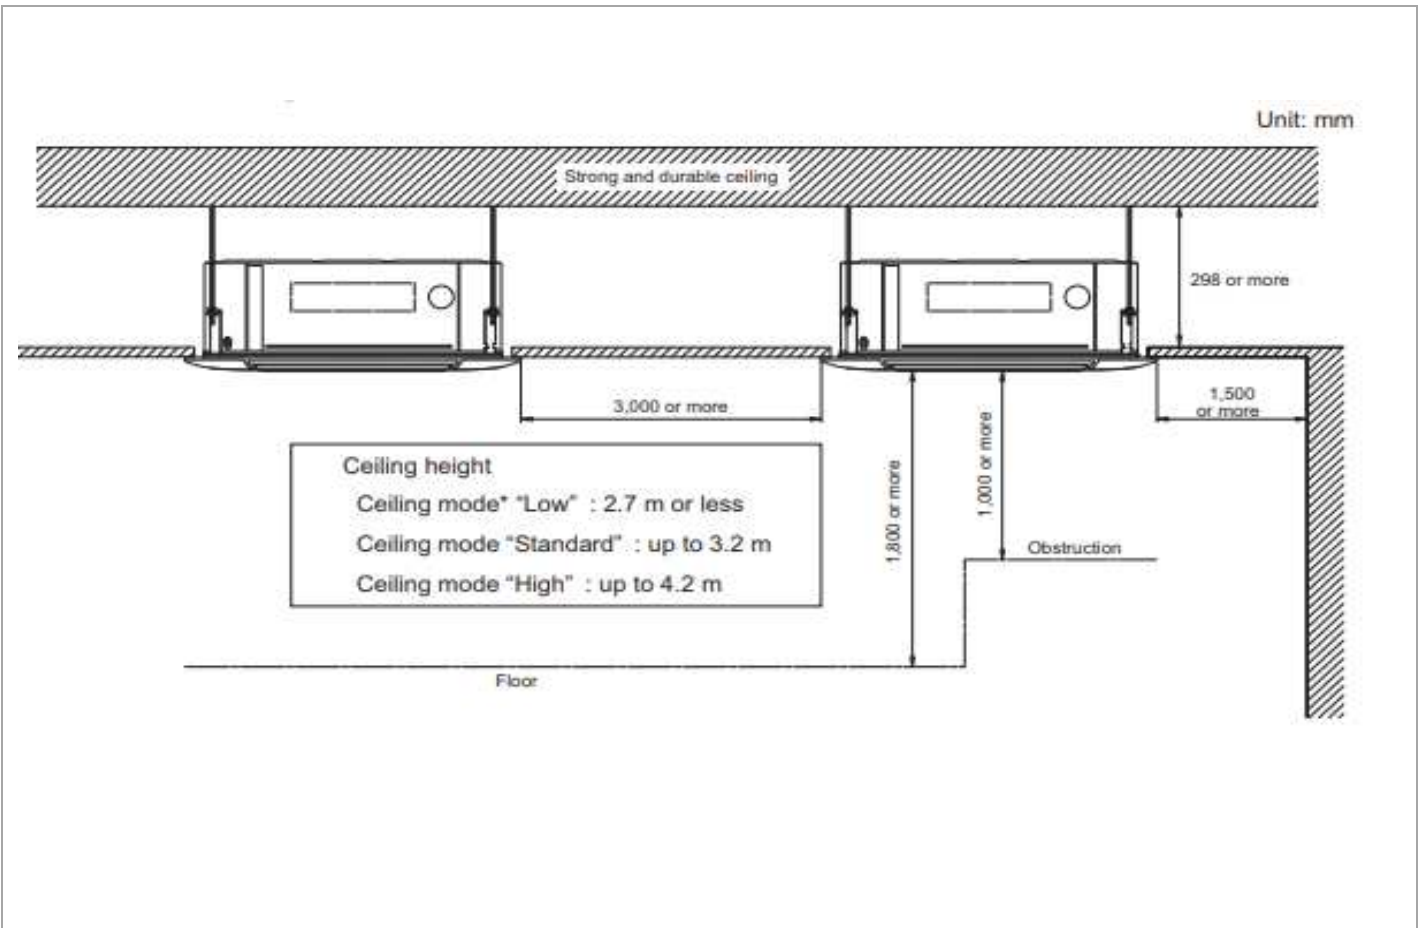 Unit: mm
Strong and durable ceiling
298 or more
3,000 or more
1,500
or more
1,800 or more
1,000 or more
Ceiling height
Ceiling mode* “Low” : 2.7 m or less
Ceiling mode “Standard” : up to 3.2 m
Ceiling mode “High” : up to 4.2 m
Obstruction
Floor